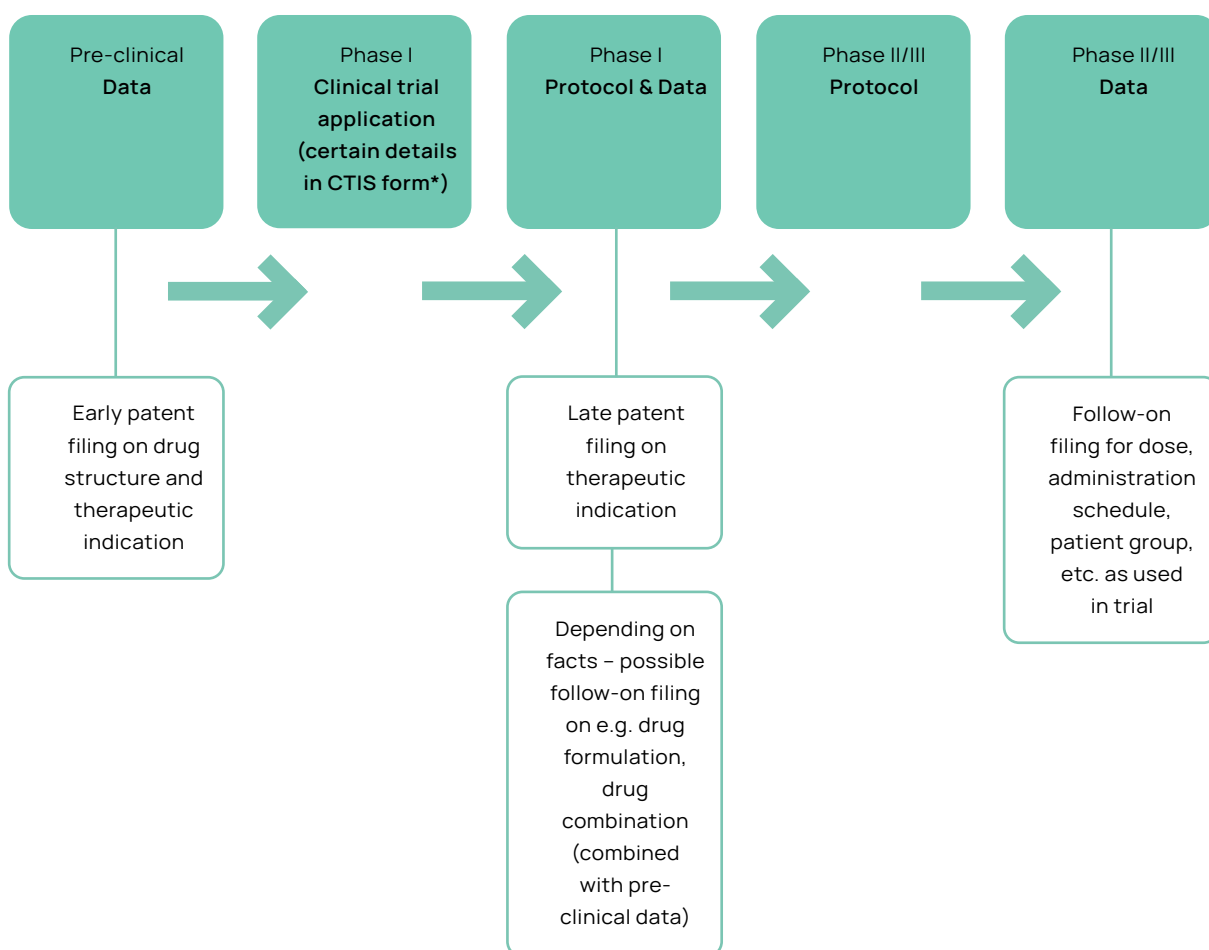 Pre-clinical
Data
Phase I
Clinical trial
application
(certain details
in CTIS form*)
Phase I
Protocol & Data
Phase II/III
Protocol
Phase II/III
Data
Early patent
filing on drug
structure and
therapeutic
indication
Late patent
filing on
therapeutic
indication
Depending on
facts – possible
follow-on filing
on e.g. drug
formulation,
drug
combination
(combined
with pre-
clinical data)
Follow-on
filing for dose,
administration
schedule,
patient group,
etc. as used
in trial